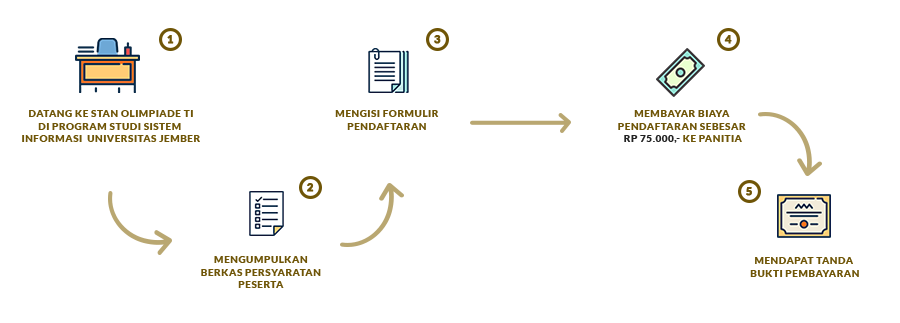 1
DATANG KE STAN OLIMPIADE TI
DI PROGRAM STUDI SISTEM
INFORMASI UNIVERSITAS JEMBER
2
MENGUMPULKAN
BERKAS PERSYARATAN
PESERTA
3
MENGISI FORMULIR
PENDAFTARAN
4
MEMBAYAR BIAYA
PENDAFTARAN SEBESAR
RP 75.000,- KE PANITIA
5
MENDAPAT TANDA
BUKTI PEMBAYARAN